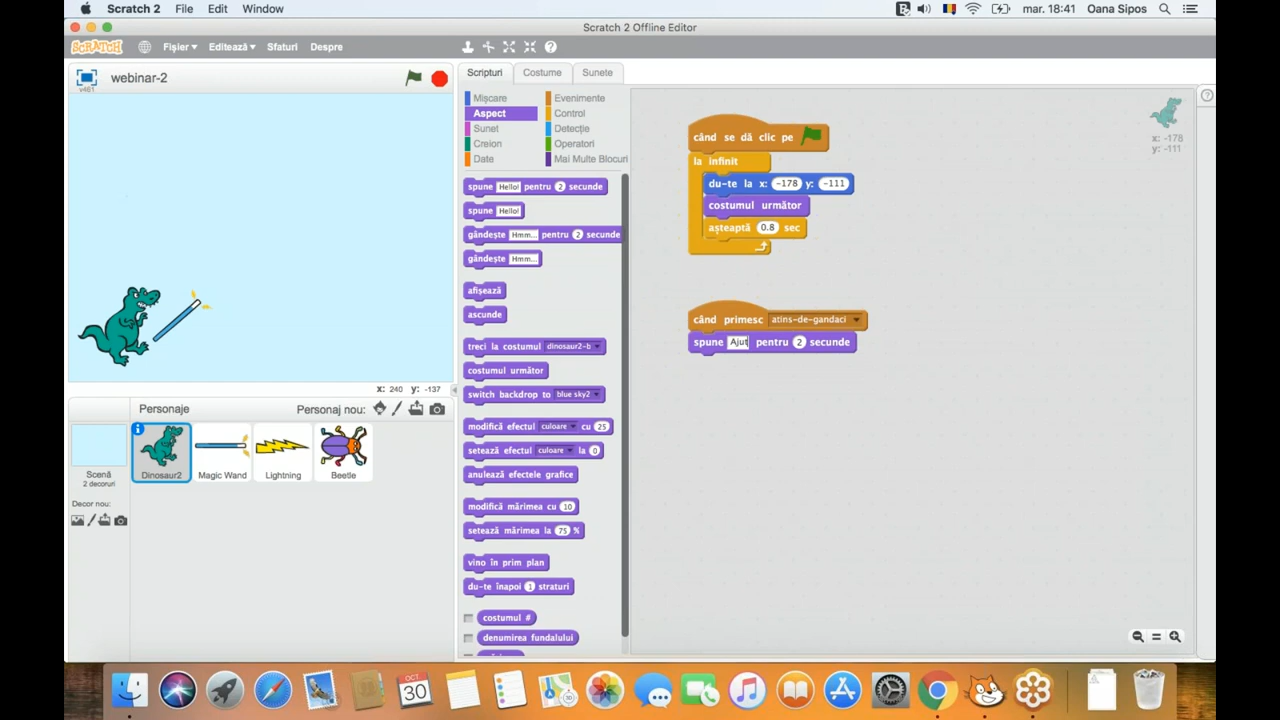 Scratch 2 File Edit Window mar. 18:41 Oana Sipos
Scratch 2 Offline Editor
SCRATCH Fișier Editează Sfaturi Despre
webinar-2
v461
x: 240 y: -137
Personaje Personaj nou:
Scenă
2 decoruri
Decor nou:
Dinosaur2 Magic Wand Lightning Beetle
Scripturi Costume Sunete
Mișcare Evenimente
Aspect Control
Sunet Detecție
Creion Operatori
Date Mai Multe Blocuri
spune Hello! pentru 2 secunde
spune Hello!
gândește Hmm... pentru 2 secunde
gândește Hmm...
afișează
ascunde
treci la costumul dinosaur2-b
costumul următor
switch backdrop to blue sky2
modifică efectul culoare cu 25
setează efectul culoare la 0
anulează efectele grafice
modifică mărimea cu 10
setează mărimea la 75 %
vino în prim plan
du-te înapoi 1 straturi
costumul #
denumirea fundalului
când se dă clic pe
la infinit
du-te la x: -178 y: -111
costumul următor
așteaptă 0.8 sec
când primesc atins-de-gandaci
spune Ajut pentru 2 secunde
x: -178
y: -111
OCT
30